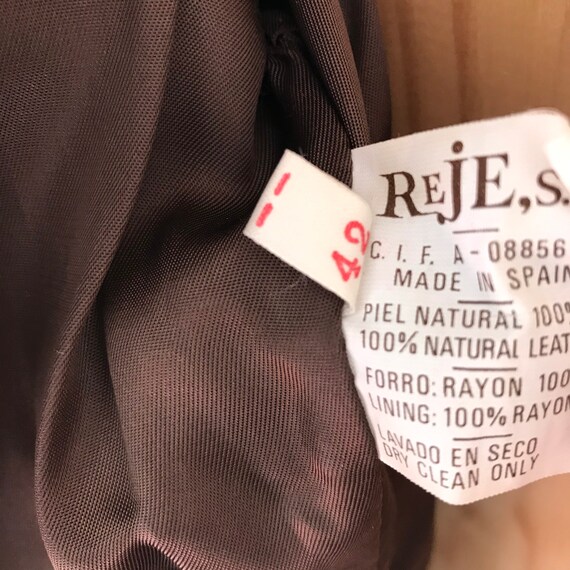 REJE, S.
C. I. F. A-08856
MADE IN SPAIN
PIEL NATURAL 100%
100% NATURAL LEAT
FORRO: RAYON 100
LINING: 100% RAYON
LAVADO EN SECO
DRY CLEAN ONLY
42